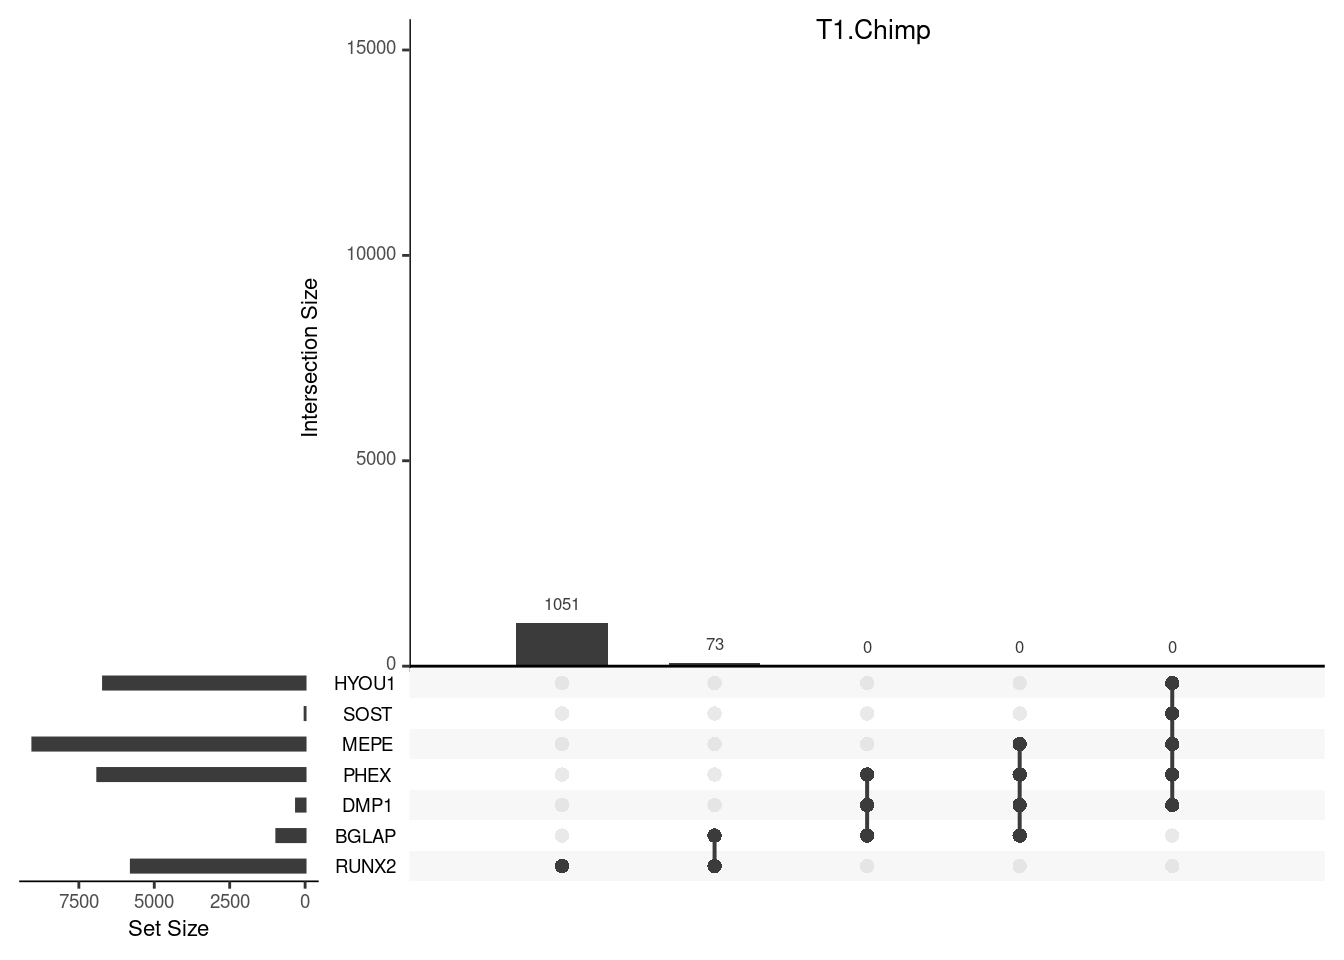 T1.Chimp
15000
10000
5000
0
Intersection Size
1051
73
0
0
0
HYOU1
SOST
MEPE
PHEX
DMP1
BGLAP
RUNX2
7500 5000 2500 0
Set Size